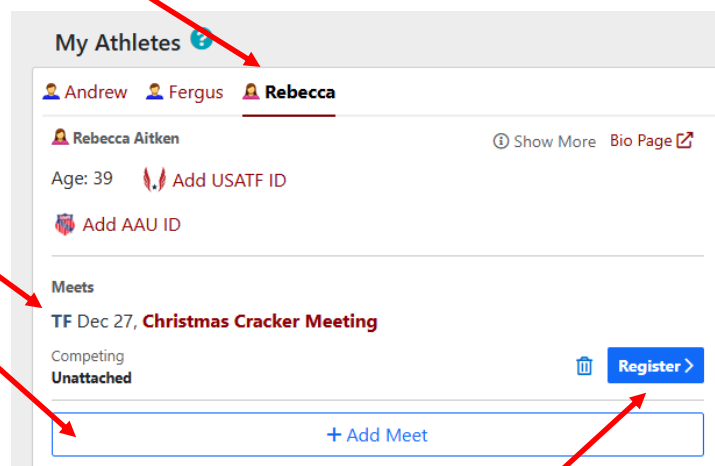 My Athletes ?
Andrew Fergus Rebecca
Rebecca Aitken Show More Bio Page
Age: 39 Add USATF ID
Add AAU ID
Meets
TF Dec 27, Christmas Cracker Meeting
Competing
Unattached
Register >
+ Add Meet